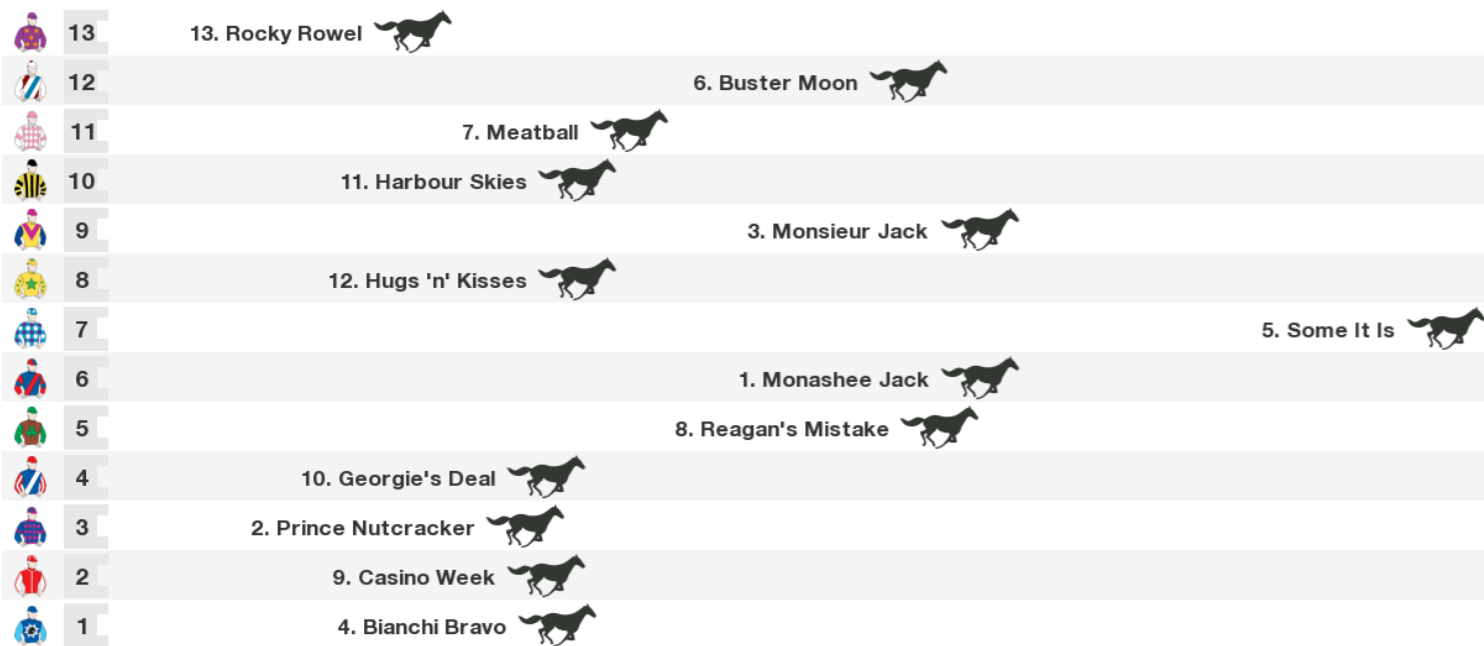 13 13. Rocky Rowel
12 6. Buster Moon
11 7. Meatball
10 11. Harbour Skies
9 3. Monsieur Jack
8 12. Hugs 'n' Kisses
7 5. Some It Is
6 1. Monashee Jack
5 8. Reagan's Mistake
4 10. Georgie's Deal
3 2. Prince Nutcracker
2 9. Casino Week
1 4. Bianchi Bravo